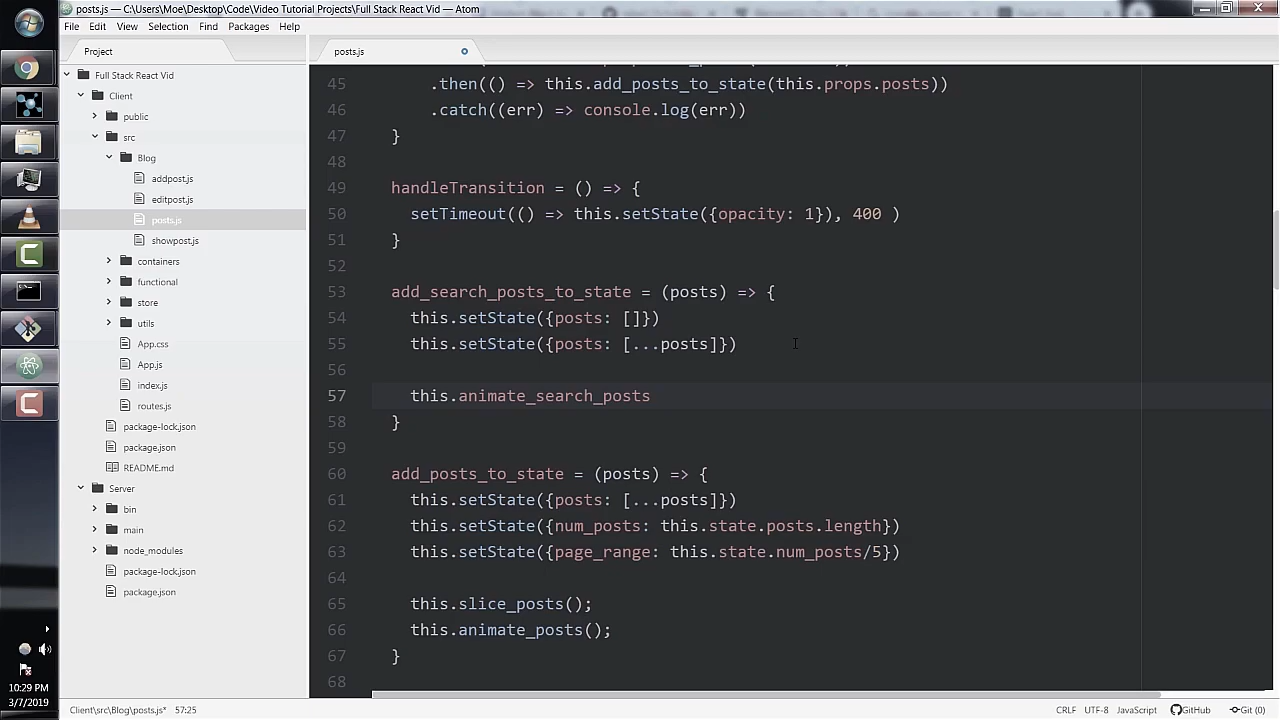 posts.js — C:\Users\Moe\Desktop\Code\Video Tutorial Projects\Full Stack React Vid — Atom
File Edit View Selection Find Packages Help
Project
posts.js
Full Stack React Vid
Client
public
src
Blog
addpost.js
editpost.js
posts.js
showpost.js
containers
functional
store
utils
App.css
App.js
index.js
routes.js
package-lock.json
package.json
README.md
Server
bin
main
node_modules
package-lock.json
package.json
45 .then(() => this.add_posts_to_state(this.props.posts))
46 .catch((err) => console.log(err))
47 }
48
49 handleTransition = () => {
50 setTimeout(() => this.setState({opacity: 1}), 400 )
51 }
52
53 add_search_posts_to_state = (posts) => {
54 this.setState({posts: []})
55 this.setState({posts: [...posts]})
56
57 this.animate_search_posts
58 }
59
60 add_posts_to_state = (posts) => {
61 this.setState({posts: [...posts]})
62 this.setState({num_posts: this.state.posts.length})
63 this.setState({page_range: this.state.num_posts/5})
64
65 this.slice_posts();
66 this.animate_posts();
67 }
68
10:29 PM
3/7/2019
Client\src\Blog\posts.js* 57:25
CRLF UTF-8 JavaScript GitHub Git (0)